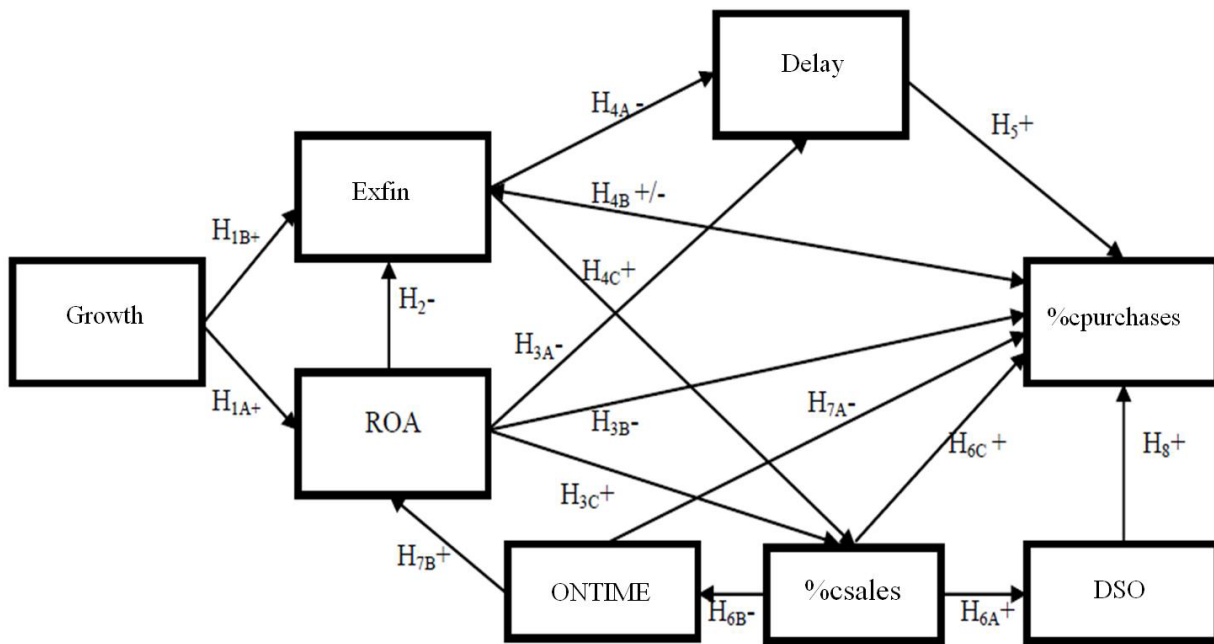 Delay
H4A-
H5+
Exfin
H4B +/-
H1B+
H4C+
Growth
H2-
%cpurchases
H3A-
H1A+
ROA
H3B-
H7A-
H6C+
H8+
H3C+
H7B+
ONTIME
H6B-
%csales
H6A+
DSO